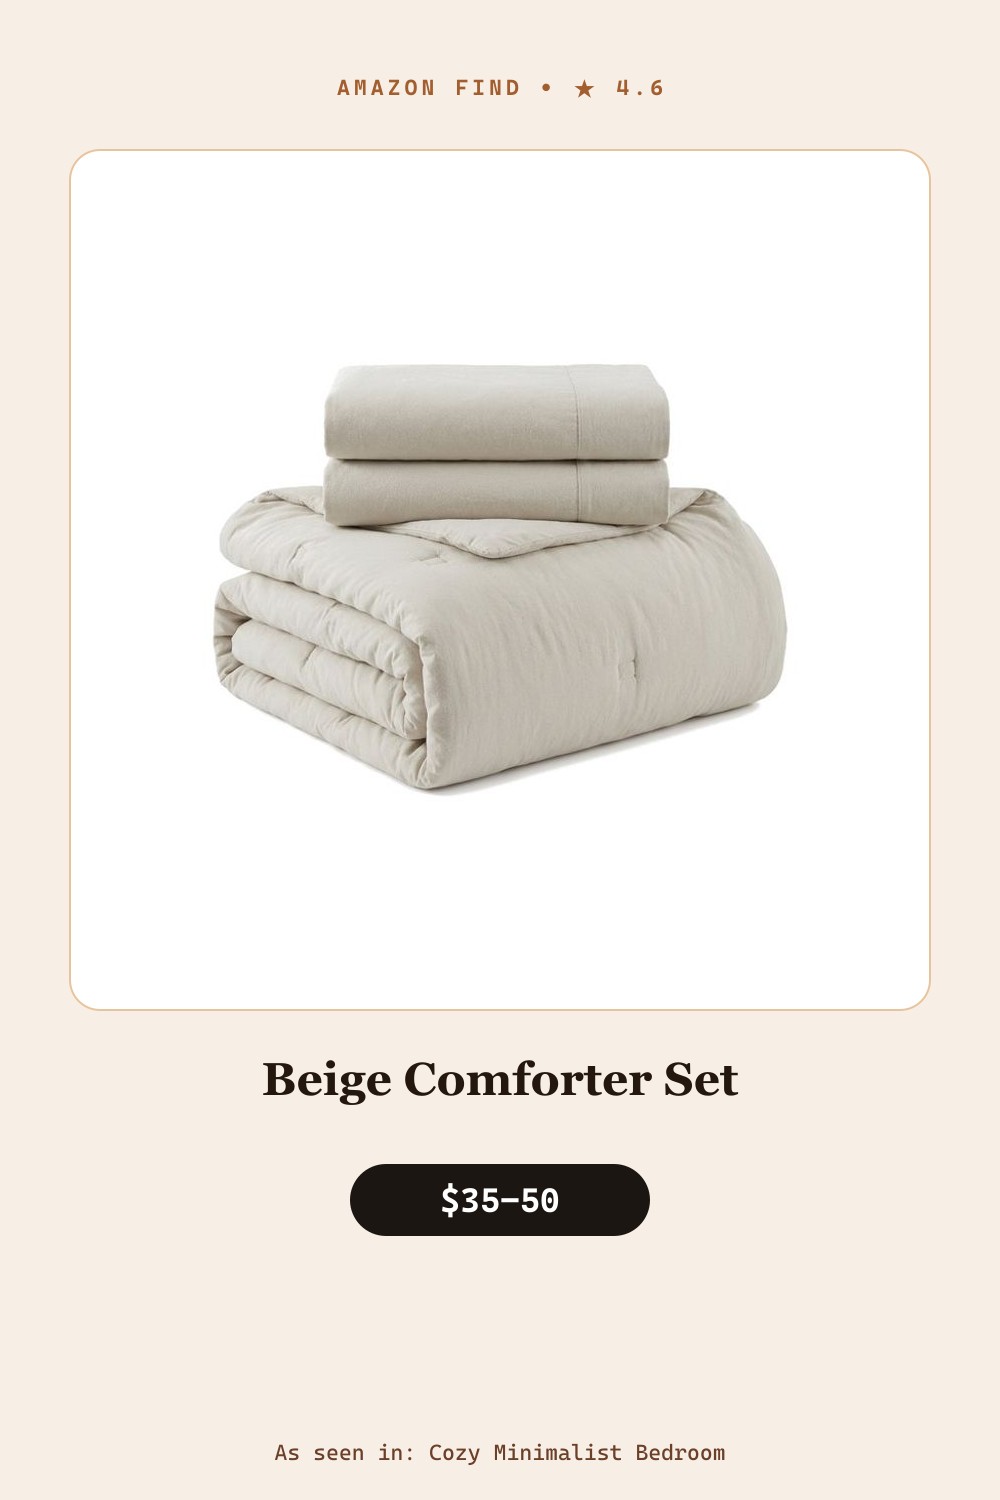 AMAZON FIND • ★ 4.6
Beige Comforter Set
$35–50
As seen in: Cozy Minimalist Bedroom